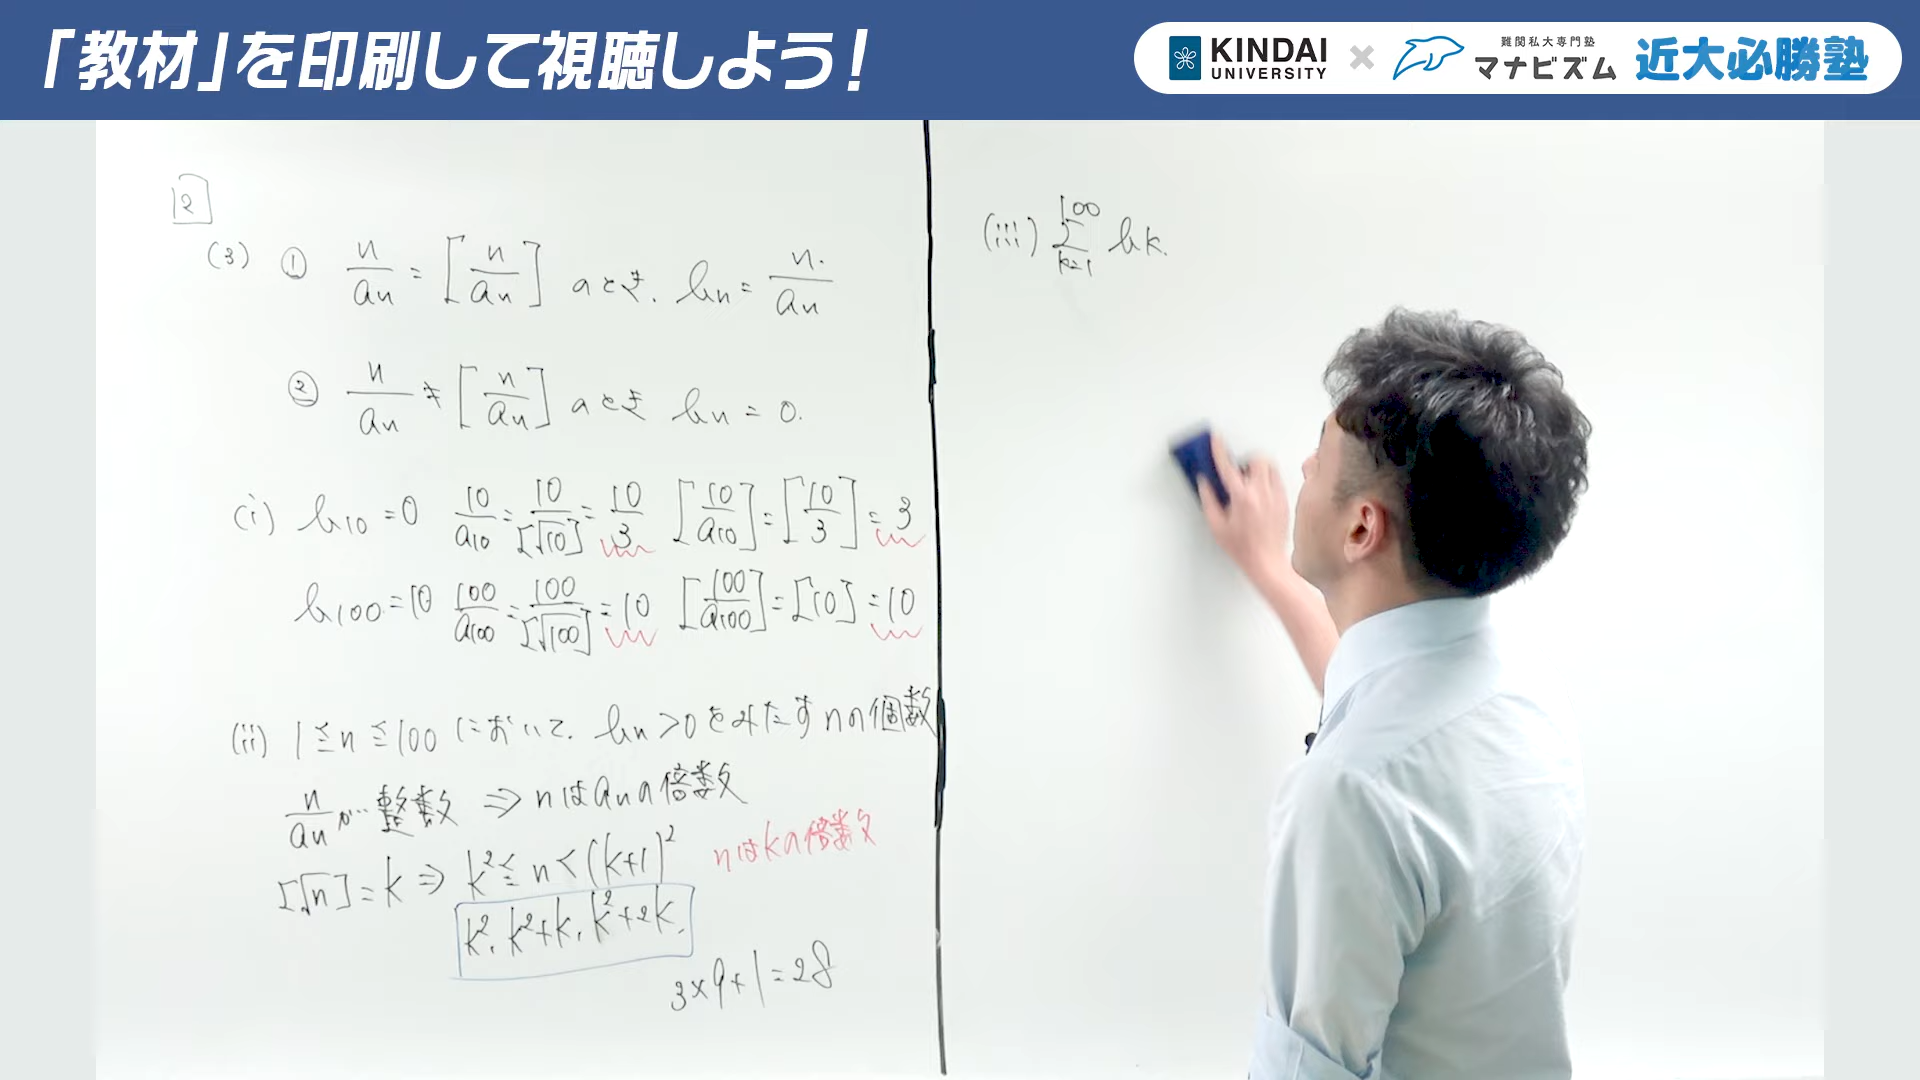 「教材」を印刷して視聴しよう!
KINDAI UNIVERSITY × 難関私大専門塾 マナビズム 近大必勝塾
2
(3) ① n/an = [n/an] のとき. bn = n/an
② n/an ≠ [n/an] のとき bn = 0.
(i) b10 = 0 10/a10 = 10/[√10] = 10/3 [10/a10] = [10/3] = 3
b100 = 10 100/a100 = 100/[√100] = 10 [100/a100] = [10] = 10
(ii) 1 ≦ n ≦ 100 において. bn > 0 をみたす nの個数
n/an が整数 ⇒ nはanの倍数
nはkの倍数
[√n] = k ⇒ k² ≦ n < (k+1)²
k², k²+k, k²+2k.
3×9+1=28
(iii) 100 Σ k=1 bk.